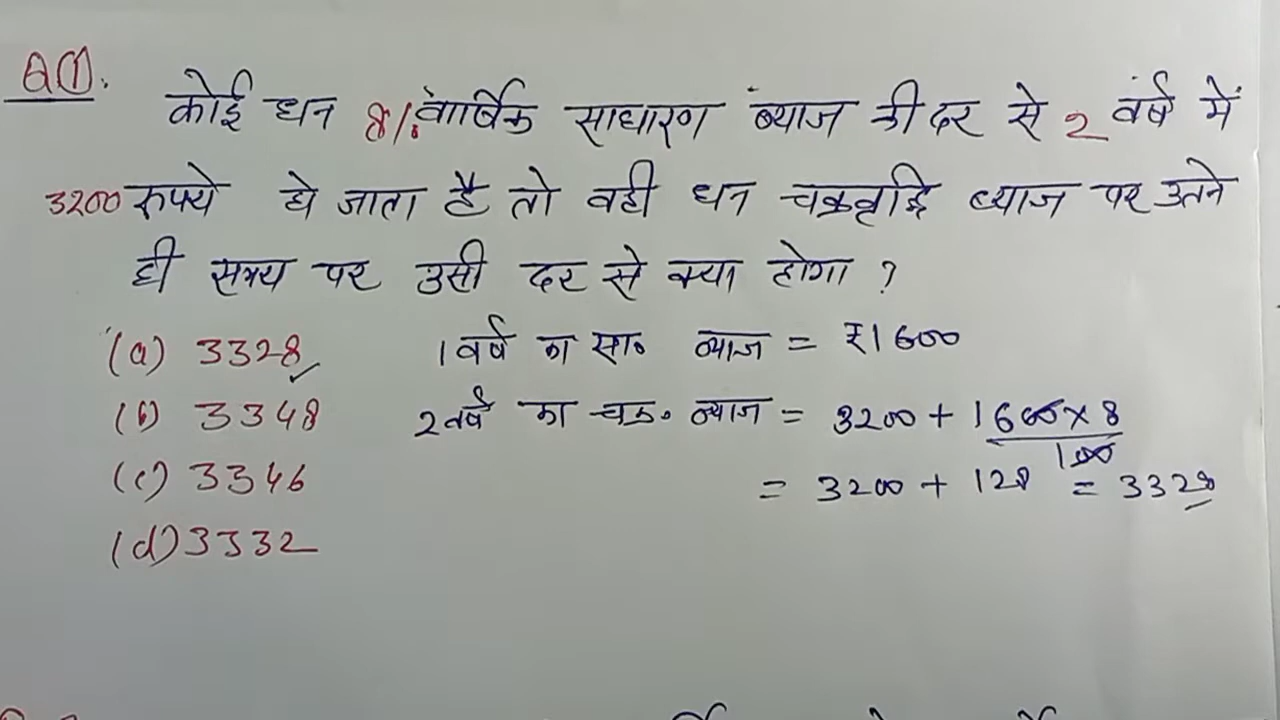 Q(1).
कोई धन 8%. वार्षिक साधारण ब्याज की दर से 2 वर्ष में
3200 रुपये हो जाता है तो वही धन चक्रवृद्धि ब्याज पर उतने
ही समय पर उसी दर से क्या होगा ?
(a) 3328 ✓ 1 वर्ष का सा० ब्याज = ₹1600
(b) 3348 2 वर्ष का चक्र. ब्याज = 3200 + 1600×8
100
(c) 3346 = 3200 + 128 = 3328
(d) 3332